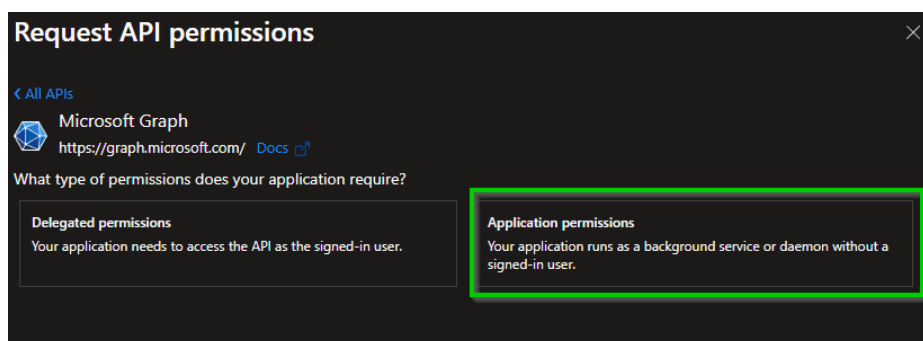 Request API permissions
All APIs
Microsoft Graph
https://graph.microsoft.com/ Docs
What type of permissions does your application require?
Delegated permissions
Your application needs to access the API as the signed-in user.
Application permissions
Your application runs as a background service or daemon without a
signed-in user.